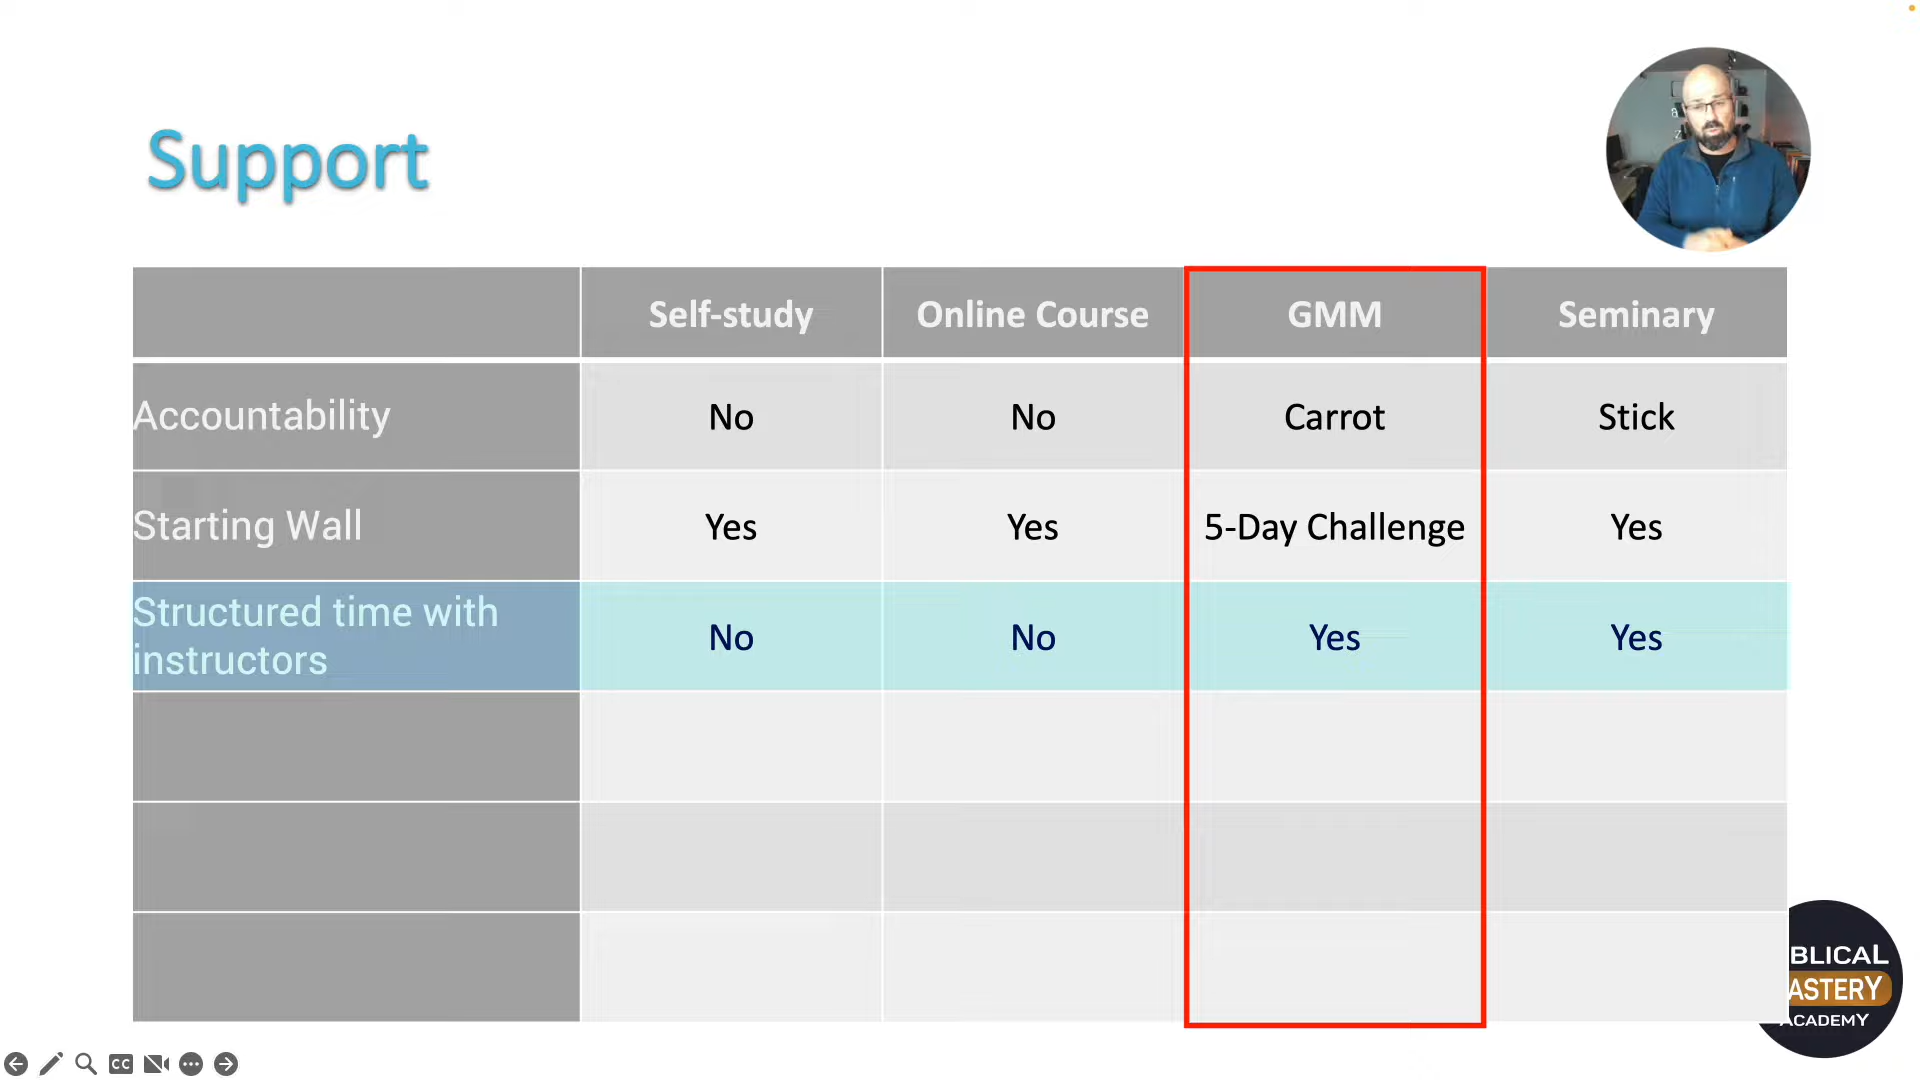 Support
Self-study Online Course GMM Seminary
Accountability No No Carrot Stick
Starting Wall Yes Yes 5-Day Challenge Yes
Structured time with
instructors No No Yes Yes
BLICAL
ASTERY
ACADEMY
CC